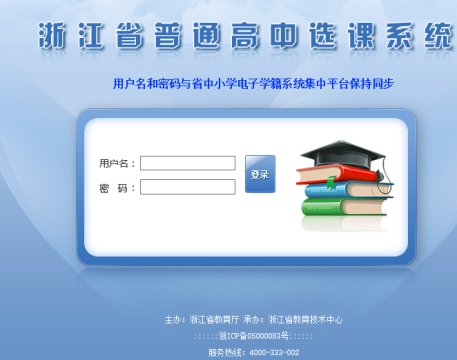 浙江省普通高中选课系统
用户名和密码与省中小学电子学籍系统集中平台保持同步
用户名：
登录
密 码：
主办：浙江省教育厅 承办：浙江省教育技术中心
::::::浙ICP备05000083号::::::
服务热线：4000-333-002